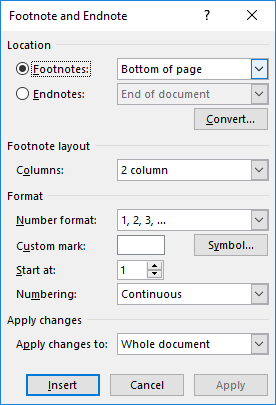 Footnote and Endnote ? ×
Location
Footnotes: Bottom of page
Endnotes: End of document
Convert...
Footnote layout
Columns: 2 column
Format
Number format: 1, 2, 3, ...
Custom mark: Symbol...
Start at: 1
Numbering: Continuous
Apply changes
Apply changes to: Whole document
Insert Cancel Apply